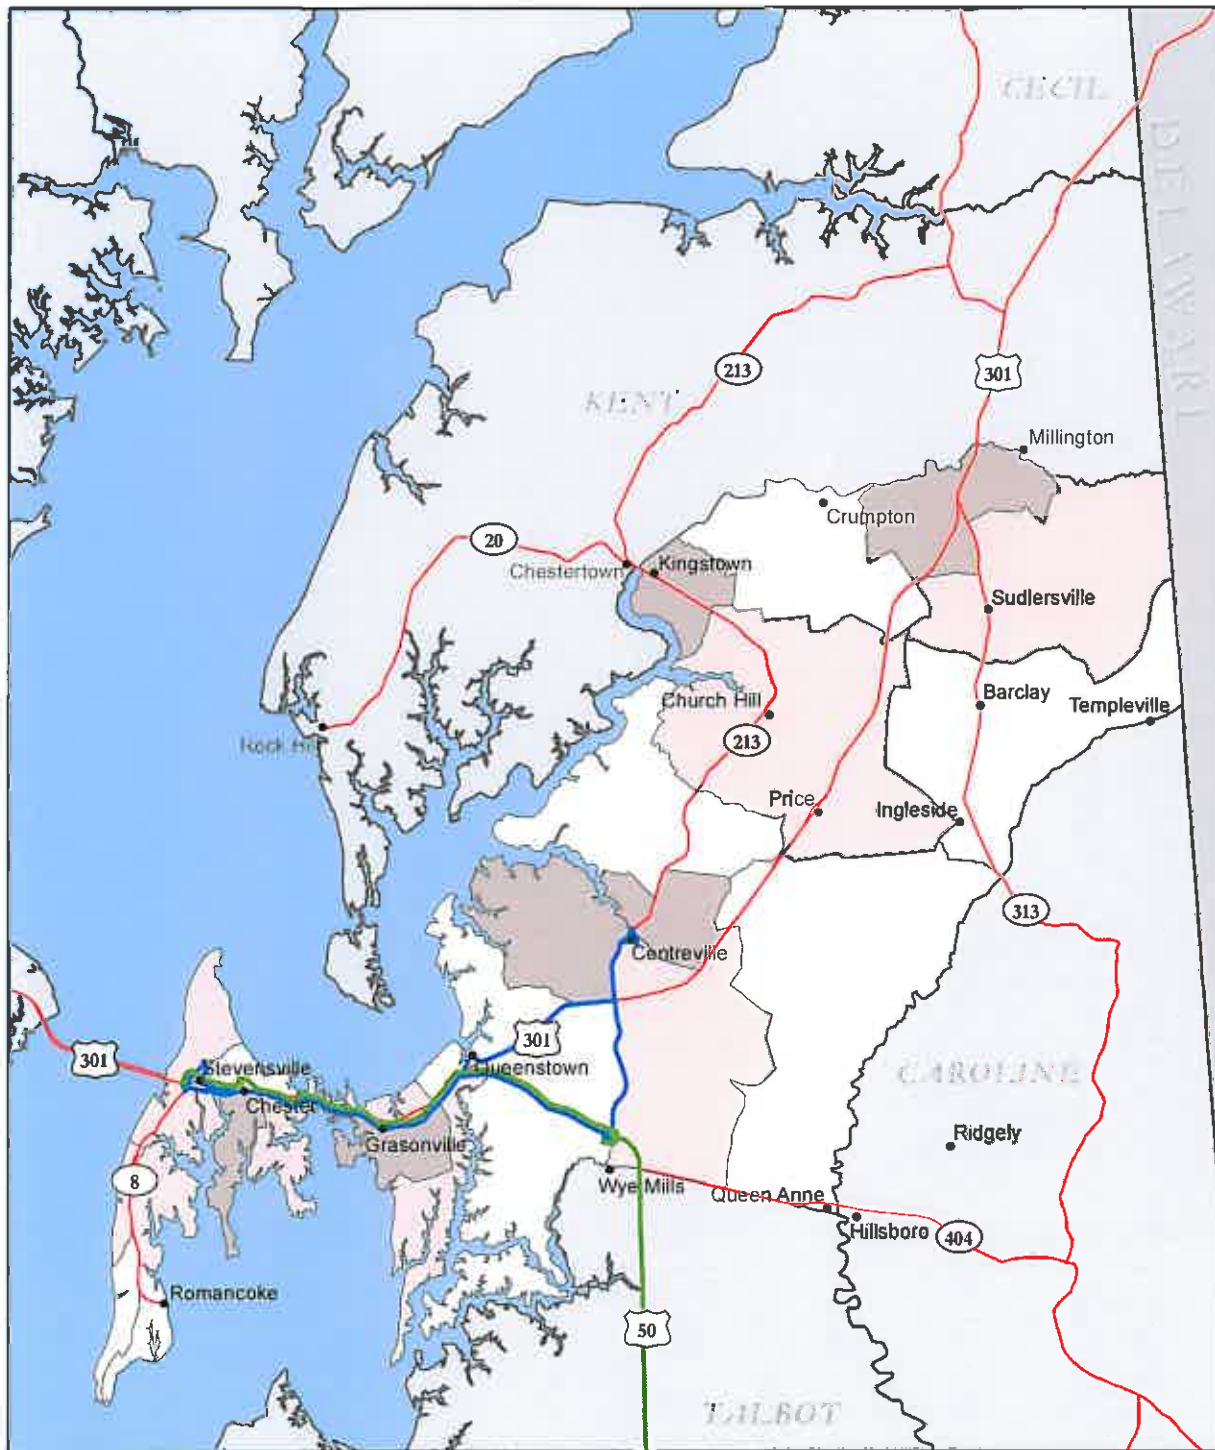 CECIL
DELAWARE
213
301
KENT
Millington
Crumpton
20
Chestertown
Kingstown
Sudlersville
Church Hill
Barclay
Templeville
213
Rock Hall
Price
Ingleside
313
Centreville
301
301
Stevensville
Queenstown
Chester
CAROLINE
Grasonville
Ridgely
8
Wye Mills
Queen Anne
Hillsboro
404
Romancoke
50
TALBOT